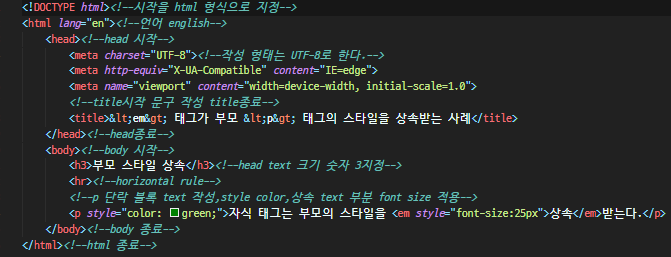 <!DOCTYPE html><!--시작을 html 형식으로 지정-->
<html lang="en"><!--언어 english-->
<head><!--head 시작-->
<meta charset="UTF-8"><!--작성 형태는 UTF-8로 한다.-->
<meta http-equiv="X-UA-Compatible" content="IE=edge">
<meta name="viewport" content="width=device-width, initial-scale=1.0">
<!--title시작 문구 작성 title종료-->
<title>&lt;em&gt; 태그가 부모 &lt;p&gt; 태그의 스타일을 상속받는 사례</title>
</head><!--head종료-->
<body><!--body 시작-->
<h3>부모 스타일 상속</h3><!--head text 크기 숫자 3지정-->
<hr><!--horizontal rule-->
<!--p 단락 블록 text 작성,style color,상속 text 부분 font size 적용-->
<p style="color: green;">자식 태그는 부모의 스타일을 <em style="font-size:25px">상속</em>받는다.</p>
</body><!--body 종료-->
</html><!--html 종료-->